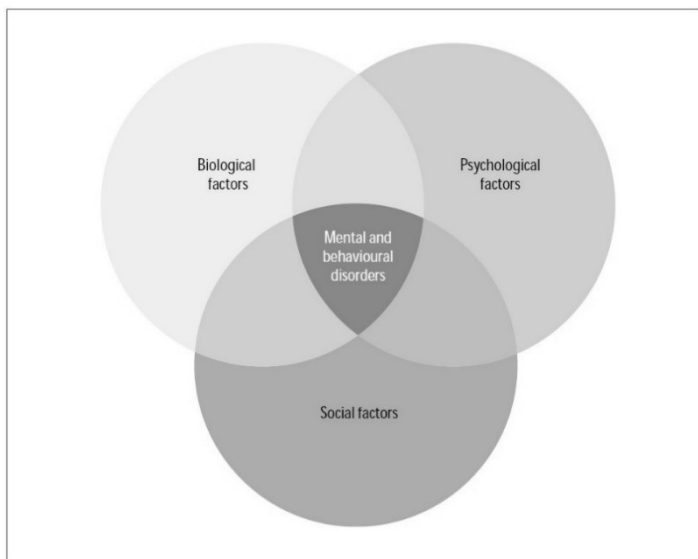 Biological
factors
Psychological
factors
Mental and
behavioural
disorders
Social factors